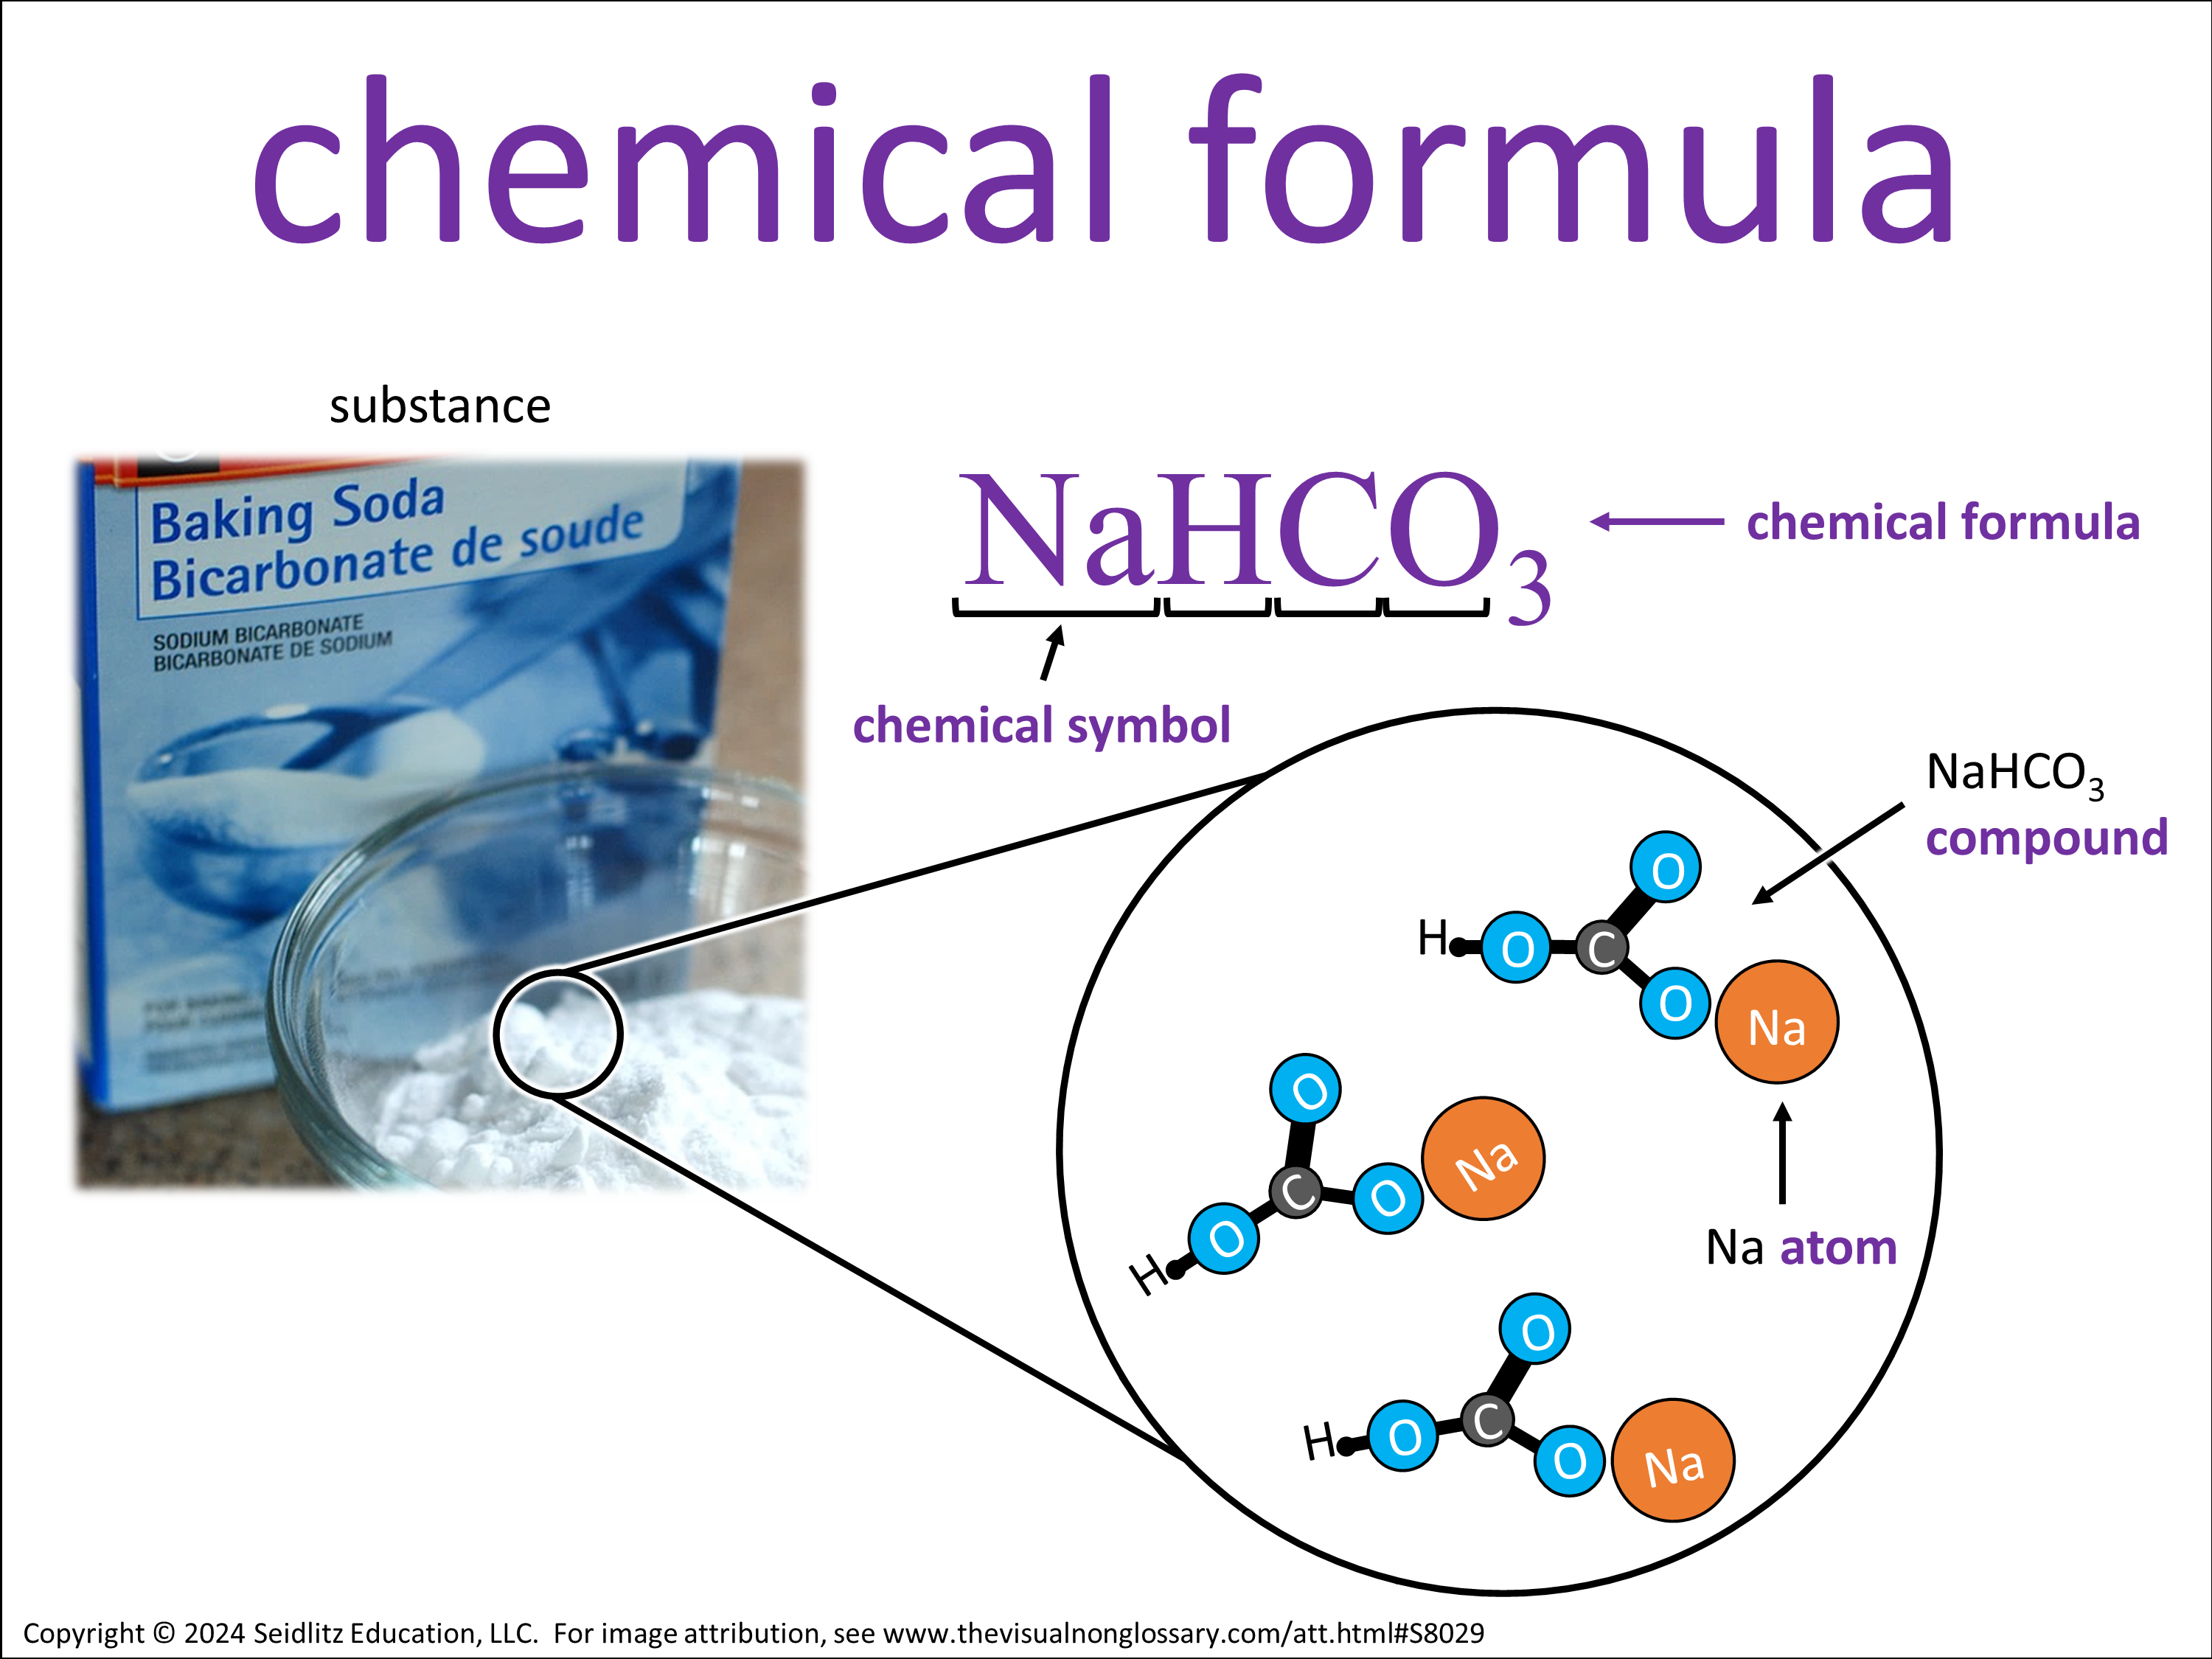 chemical formula
substance
Baking Soda
Bicarbonate de soude
SODIUM BICARBONATE
BICARBONATE DE SODIUM
NaHCO₃
chemical formula
chemical symbol
NaHCO₃
compound
O
H O C
O Na
O
C O Na
H O
Na atom
O
H O C
O Na
Copyright © 2024 Seidlitz Education, LLC. For image attribution, see www.thevisualnonglossary.com/att.html#S8029